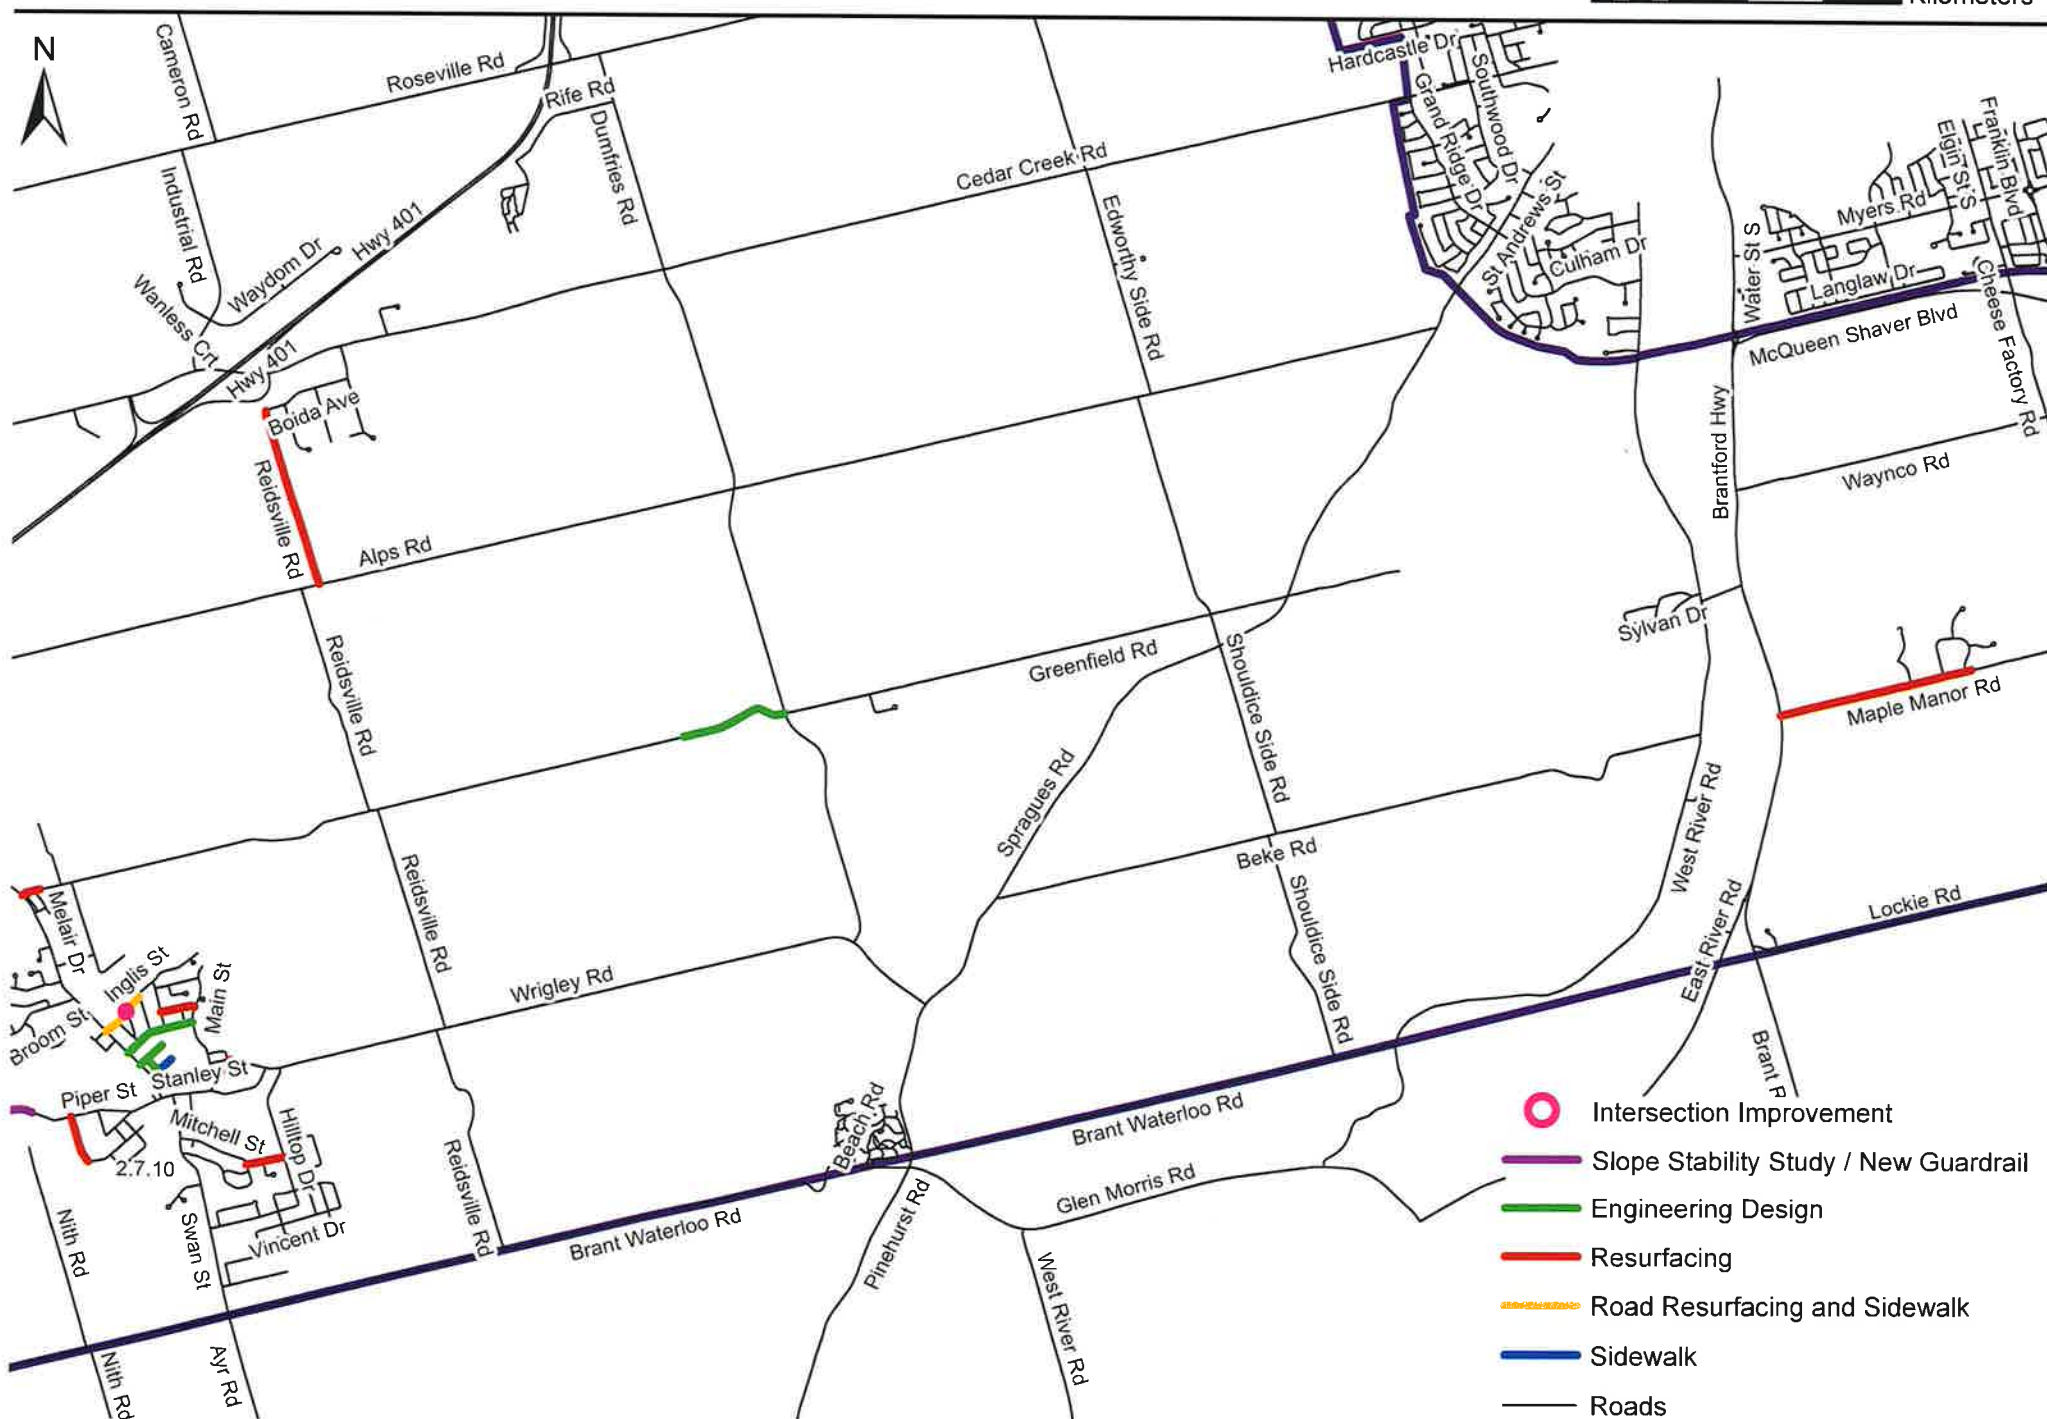 Kilometers
N
Cameron Rd
Roseville Rd
Rife Rd
Dumfries Rd
Hardcastle Dr
Grand Ridge Dr
Southwood Dr
Cedar Creek Rd
Industrial Rd
Hwy 401
Waydom Dr
Wanless Crt
Hwy 401
Edworthy Side Rd
St Andrews St
Culham Dr
Water St S
Myers Rd
Elgin St S
Franklin Blvd
Langlaw Dr
Cheese Factory Rd
McQueen Shaver Blvd
Boida Ave
Reidsville Rd
Alps Rd
Brantford Hwy
Waynco Rd
Sylvan Dr
Reidsville Rd
Greenfield Rd
Shouldice Side Rd
Maple Manor Rd
Spragues Rd
West River Rd
Beke Rd
Reidsville Rd
Melair Dr
Shouldice Side Rd
East River Rd
Lockie Rd
Inglis St
Main St
Wrigley Rd
Broom St
Stanley St
Piper St
Brant R
Mitchell St
Hilltop Dr
2.7.10
Beach Rd
Brant Waterloo Rd
Glen Morris Rd
Reidsville Rd
Nith Rd
Swan St
Vincent Dr
Brant Waterloo Rd
Pinehurst Rd
West River Rd
Nith Rd
Ayr Rd
Intersection Improvement
Slope Stability Study / New Guardrail
Engineering Design
Resurfacing
Road Resurfacing and Sidewalk
Sidewalk
Roads